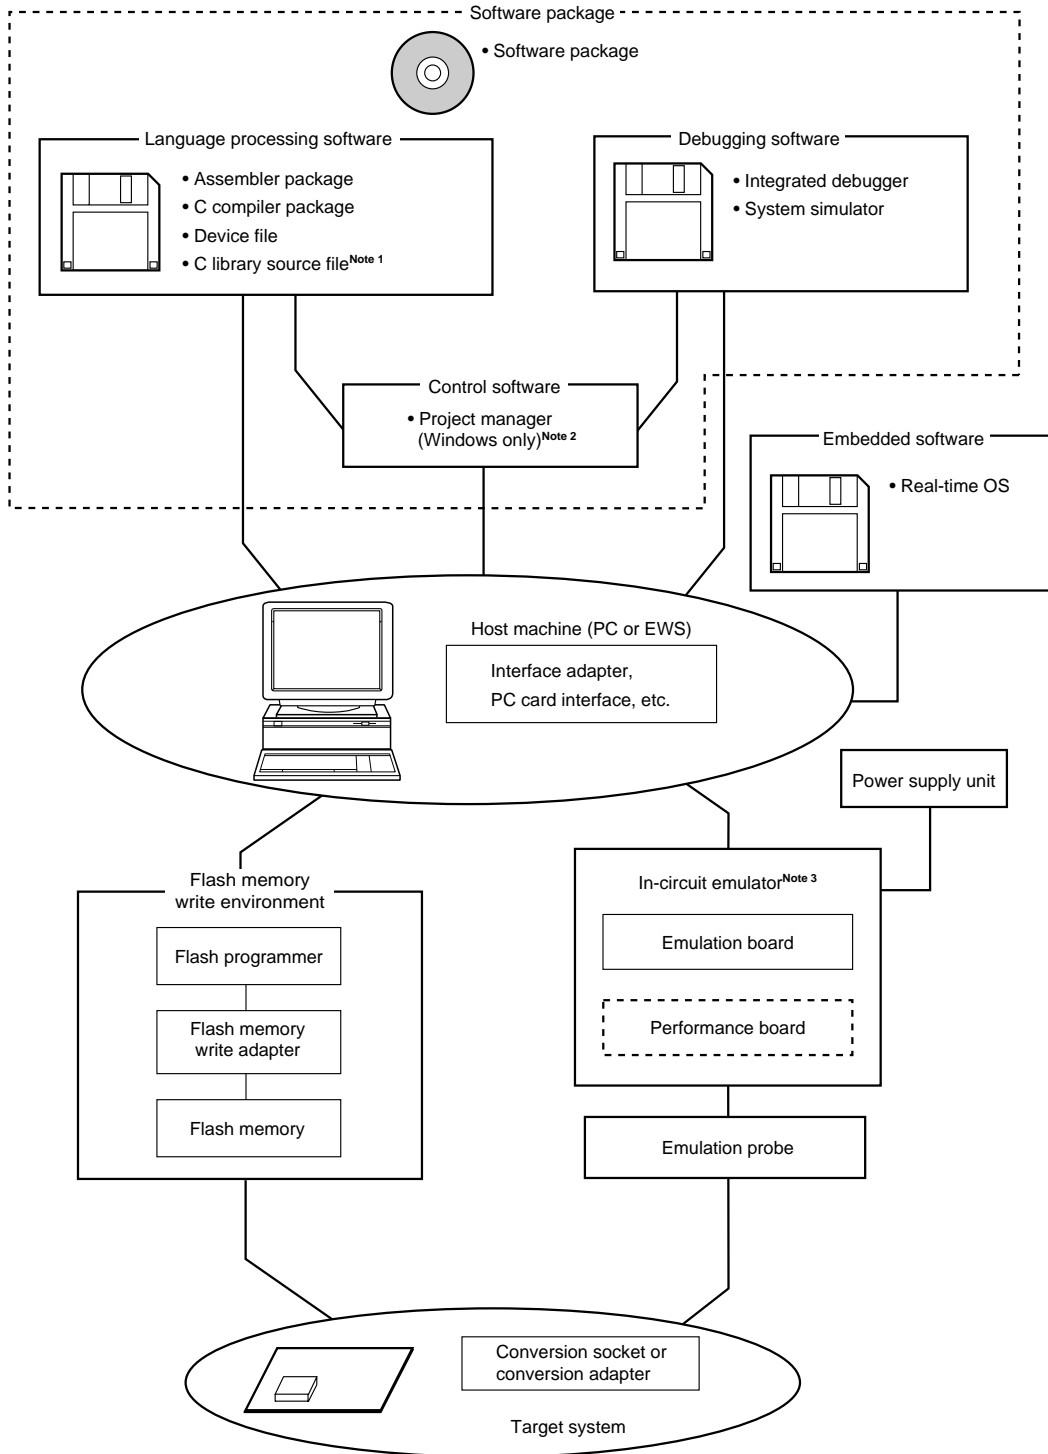 Software package
• Software package
Language processing software
• Assembler package
• C compiler package
• Device file
• C library source fileNote 1
Debugging software
• Integrated debugger
• System simulator
Control software
• Project manager
(Windows only)Note 2
Embedded software
• Real-time OS
Host machine (PC or EWS)
Interface adapter,
PC card interface, etc.
Power supply unit
Flash memory
write environment
Flash programmer
Flash memory
write adapter
Flash memory
In-circuit emulatorNote 3
Emulation board
Performance board
Emulation probe
Conversion socket or
conversion adapter
Target system